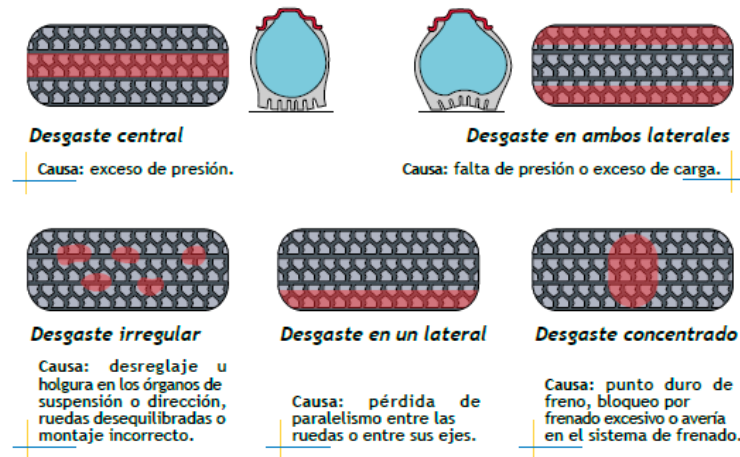 Desgaste central
Causa: exceso de presión.
Desgaste en ambos laterales
Causa: falta de presión o exceso de carga.
Desgaste irregular
Causa: desreglaje u
holgura en los órganos de
suspensión o dirección,
ruedas desequilibradas o
montaje incorrecto.
Desgaste en un lateral
Causa: pérdida de
paralelismo entre las
ruedas o entre sus ejes.
Desgaste concentrado
Causa: punto duro de
freno, bloqueo por
frenado excesivo o avería
en el sistema de frenado.